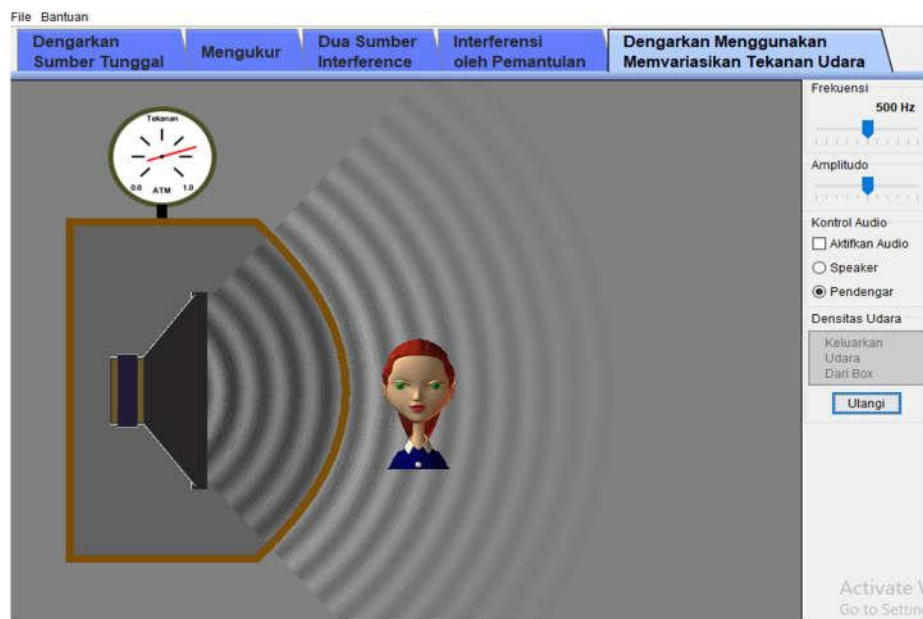 File Bantuan
Dengarkan
Sumber Tunggal
Mengukur
Dua Sumber
Interference
Interferensi
oleh Pemantulan
Dengarkan Menggunakan
Memvariasikan Tekanan Udara
Tekanan
0.0 ATM 1.0
Frekuensi
500 Hz
Amplitudo
Kontrol Audio
Aktifkan Audio
Speaker
Pendengar
Densitas Udara
Keluarkan
Udara
Dari Box
Ulangi
Activate
Go to Setting